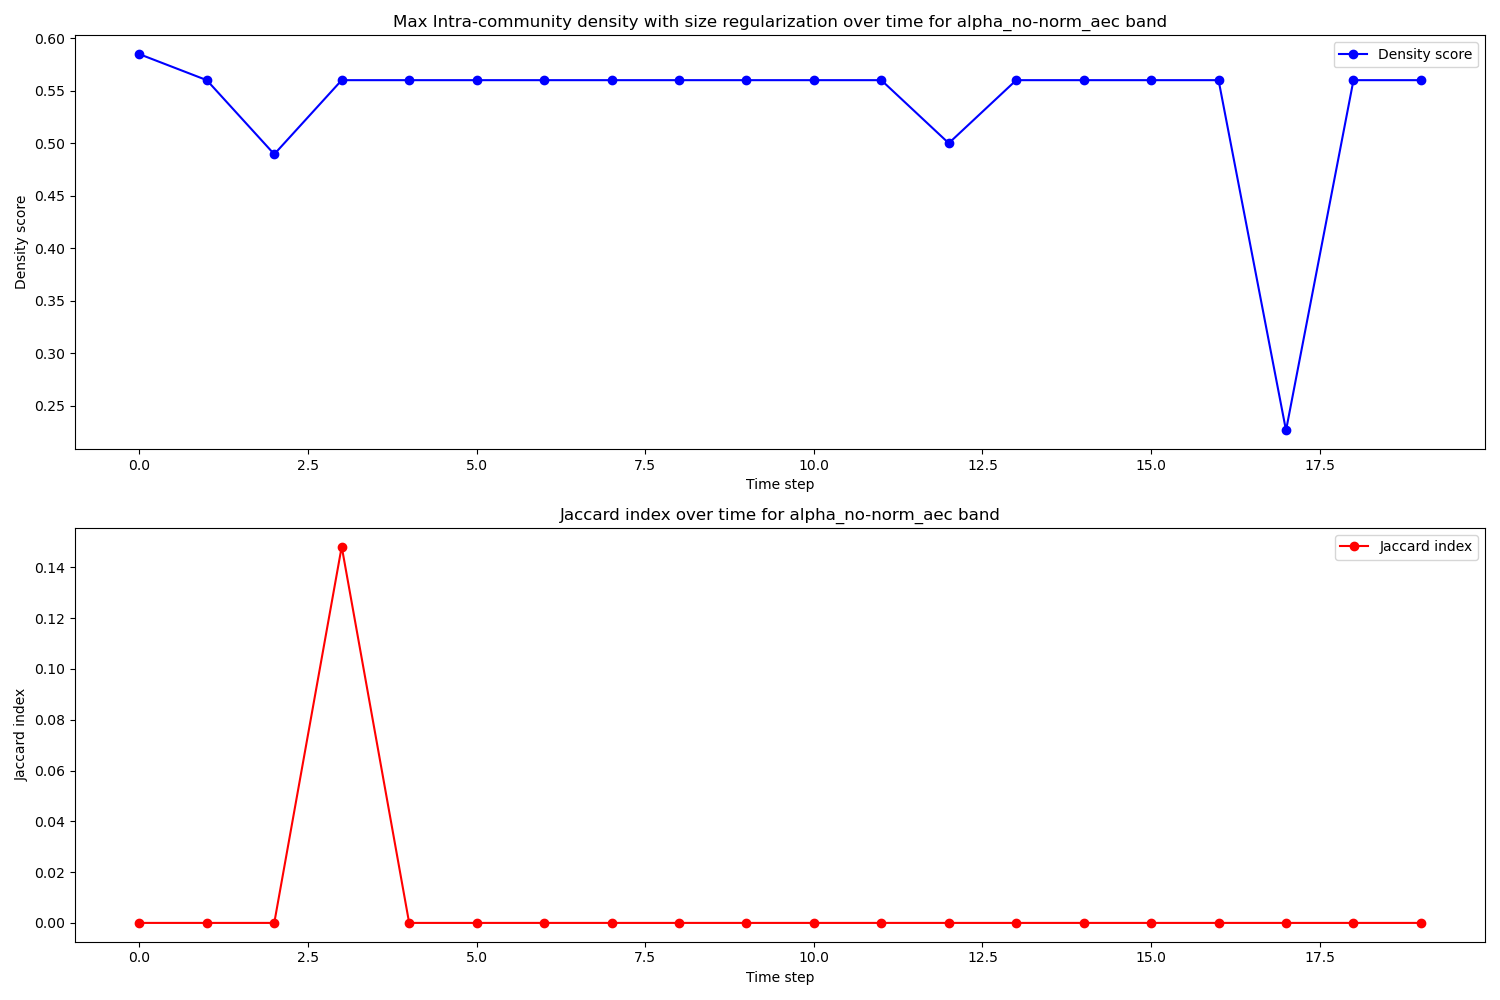 Max Intra-community density with size regularization over time for alpha_no-norm_aec band
Density score
0.60
0.55
0.50
0.45
0.40
0.35
0.30
0.25
Density score
0.0 2.5 5.0 7.5 10.0 12.5 15.0 17.5
Time step
Jaccard index over time for alpha_no-norm_aec band
Jaccard index
0.14
0.12
0.10
0.08
0.06
0.04
0.02
0.00
Jaccard index
0.0 2.5 5.0 7.5 10.0 12.5 15.0 17.5
Time step